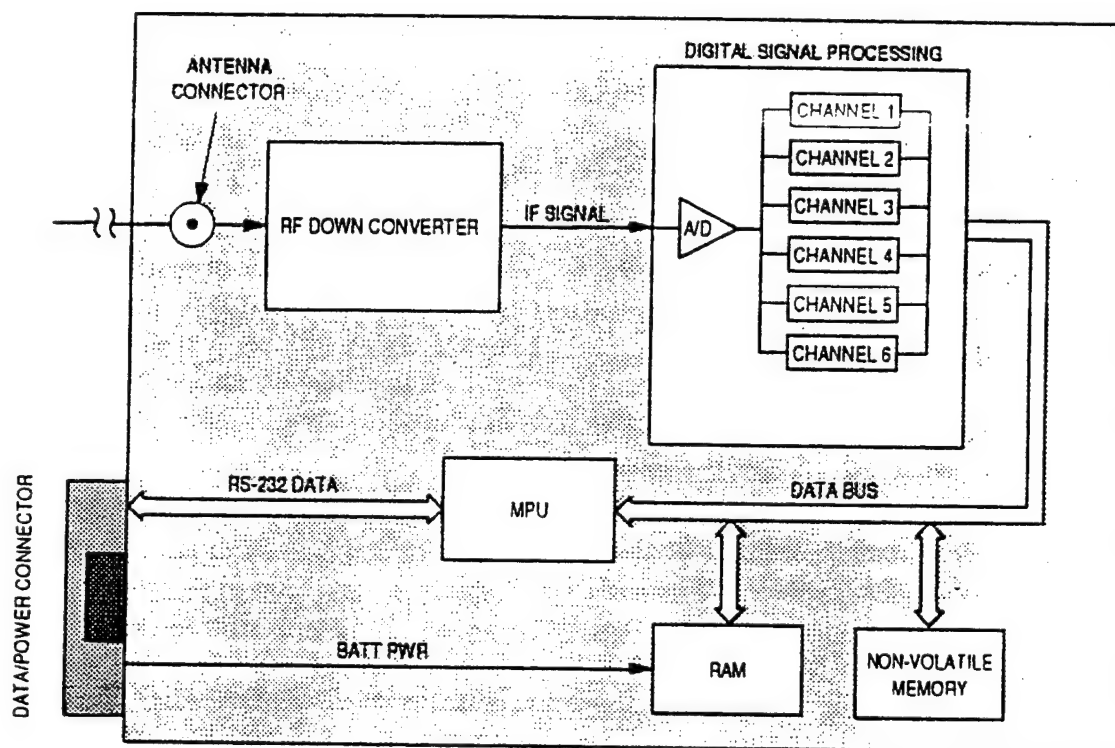 DIGITAL SIGNAL PROCESSING
ANTENNA
CONNECTOR
CHANNEL 1
CHANNEL 2
CHANNEL 3
CHANNEL 4
CHANNEL 5
CHANNEL 6
RF DOWN CONVERTER
IF SIGNAL
A/D
RS-232 DATA
MPU
DATA BUS
DATA/POWER CONNECTOR
BATT PWR
RAM
NON-VOLATILE
MEMORY